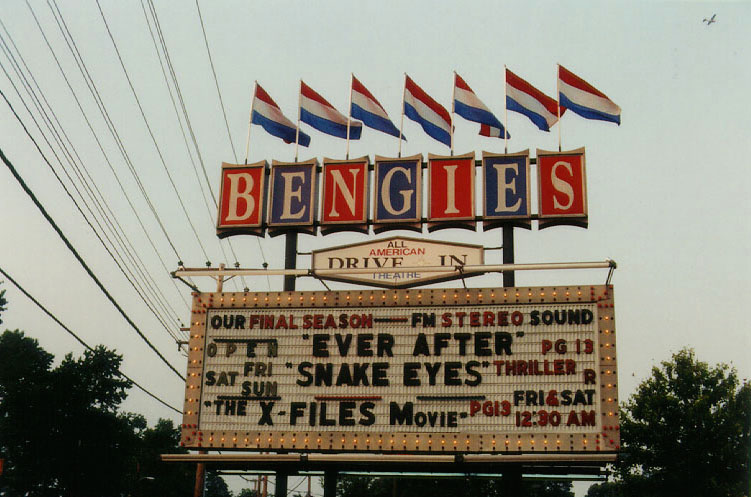 BENGIES
ALL
AMERICAN
DRIVE IN
THEATRE
OUR FINAL SEASON — FM STEREO SOUND
OPEN "EVER AFTER" PG 13
FRI
SAT "SNAKE EYES" THRILLER R
SUN
"THE X-FILES MOVIE" PG13 FRI&SAT
12:30 AM